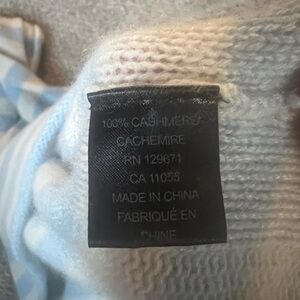 100% CASHMERE/
CACHEMIRE
RN 129671
CA 11055
MADE IN CHINA
FABRIQUÉ EN
CHINE